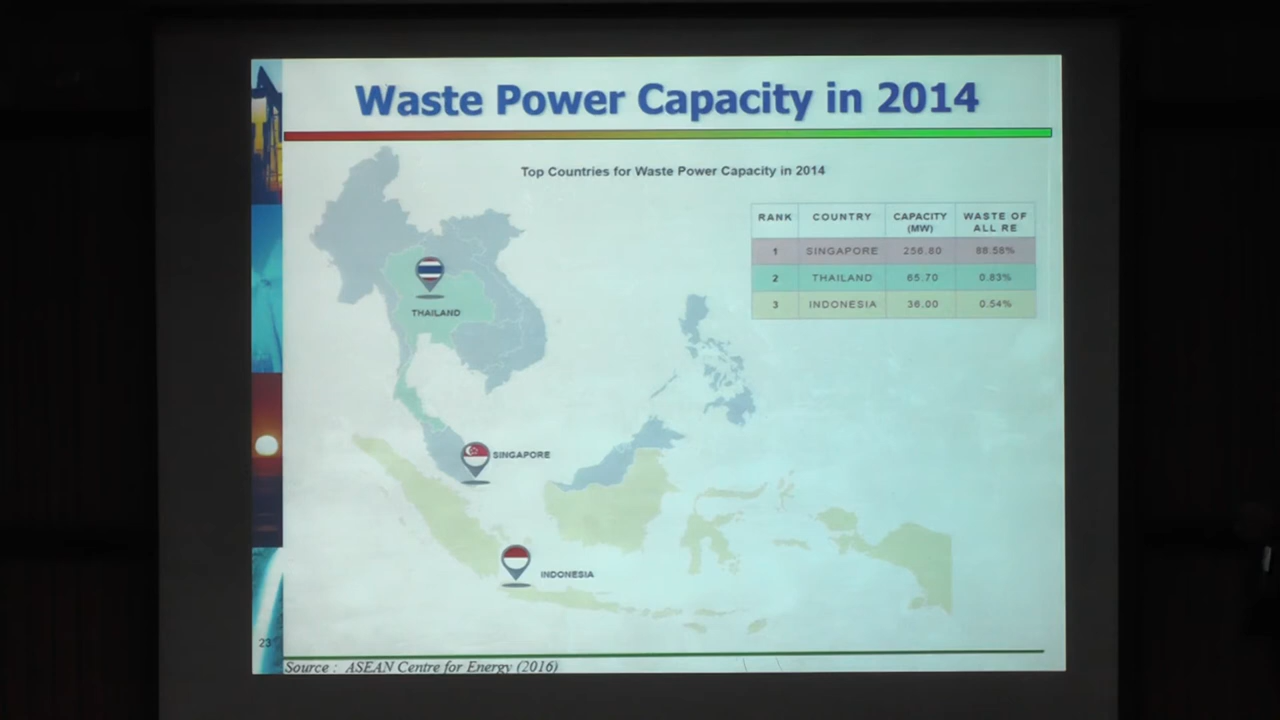 Waste Power Capacity in 2014
Top Countries for Waste Power Capacity in 2014
RANK COUNTRY CAPACITY (MW) WASTE OF ALL RE
1 SINGAPORE 256.80 88.58%
2 THAILAND 65.70 0.83%
3 INDONESIA 36.00 0.54%
THAILAND
SINGAPORE
INDONESIA
23
Source : ASEAN Centre for Energy (2016)